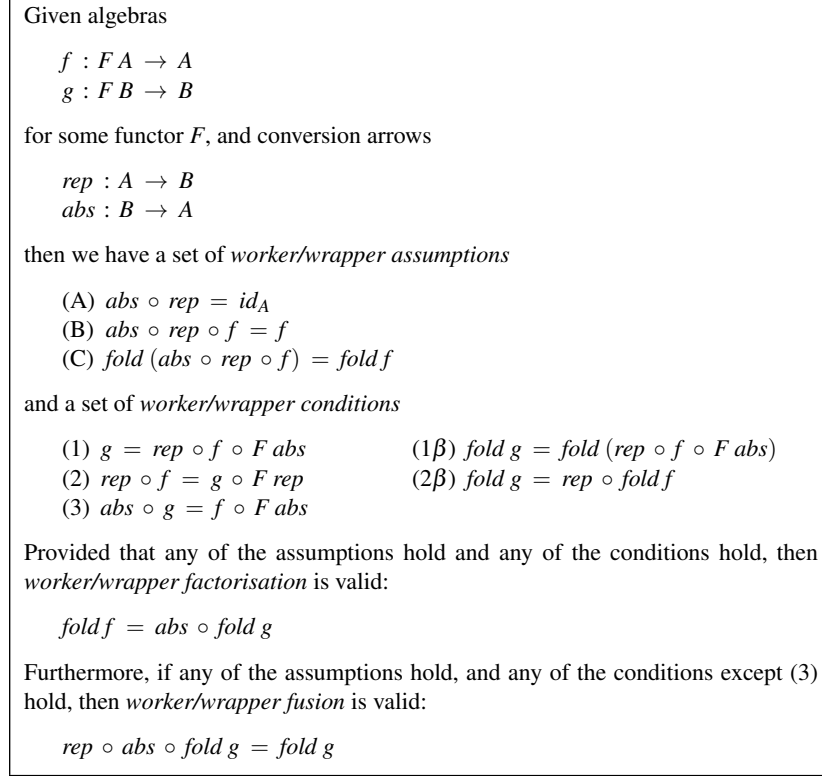 Given algebras
f : F A → A
g : F B → B
for some functor F, and conversion arrows
rep : A → B
abs : B → A
then we have a set of worker/wrapper assumptions
(A) abs ∘ rep = id_A
(B) abs ∘ rep ∘ f = f
(C) fold (abs ∘ rep ∘ f) = fold f
and a set of worker/wrapper conditions
(1) g = rep ∘ f ∘ F abs (1β) fold g = fold (rep ∘ f ∘ F abs)
(2) rep ∘ f = g ∘ F rep (2β) fold g = rep ∘ fold f
(3) abs ∘ g = f ∘ F abs
Provided that any of the assumptions hold and any of the conditions hold, then
worker/wrapper factorisation is valid:
fold f = abs ∘ fold g
Furthermore, if any of the assumptions hold, and any of the conditions except (3)
hold, then worker/wrapper fusion is valid:
rep ∘ abs ∘ fold g = fold g